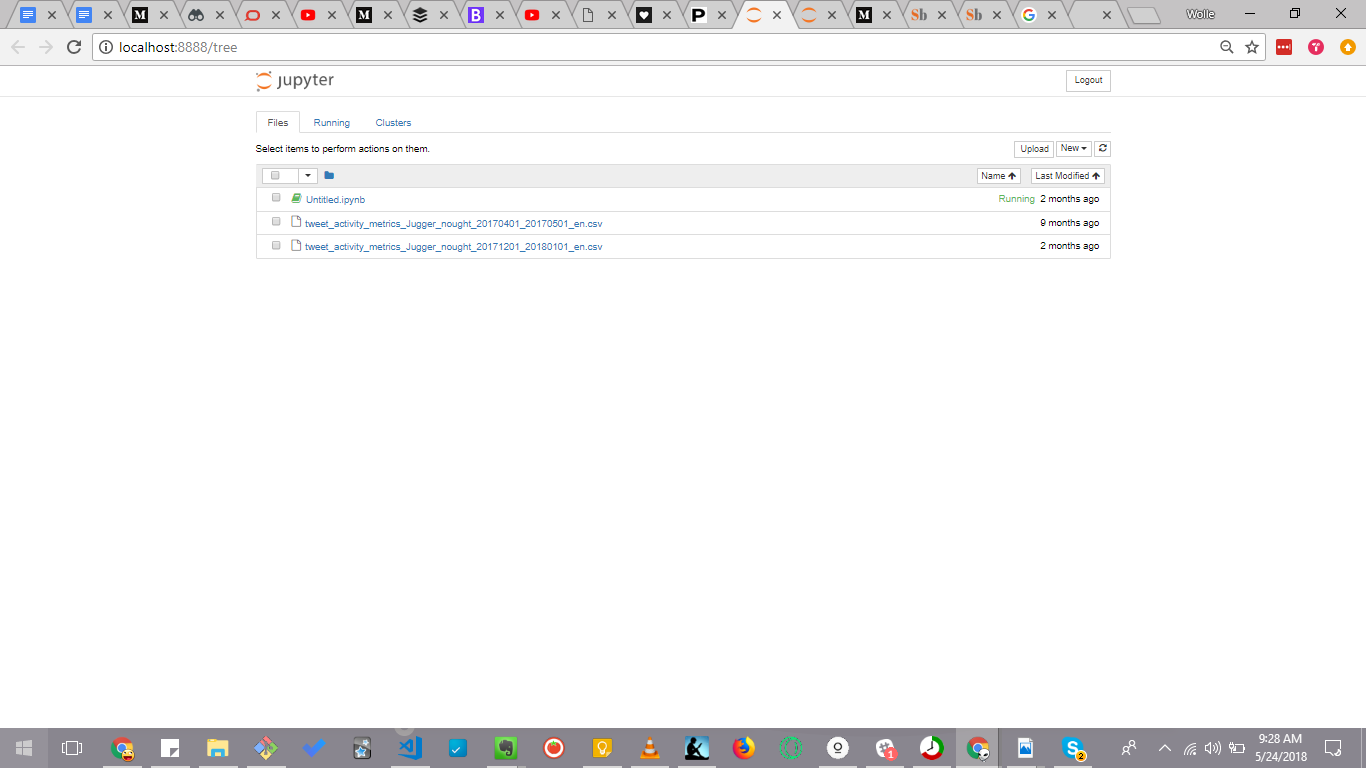 Wolle
localhost:8888/tree
jupyter
Logout
Files Running Clusters
Select items to perform actions on them.
Upload New
Name Last Modified
Untitled.ipynb Running 2 months ago
tweet_activity_metrics_Jugger_nought_20170401_20170501_en.csv 9 months ago
tweet_activity_metrics_Jugger_nought_20171201_20180101_en.csv 2 months ago
9:28 AM
5/24/2018